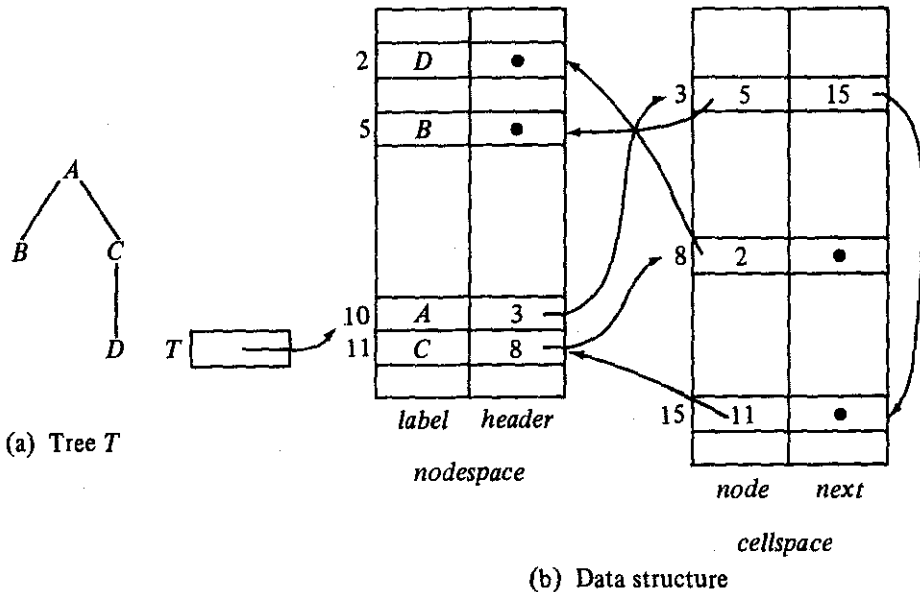 A
B C
D
(a) Tree T
T
2 D •
5 B •
10 A 3
11 C 8
label header
nodespace
3 5 15
8 2 •
15 11 •
node next
cellspace
(b) Data structure